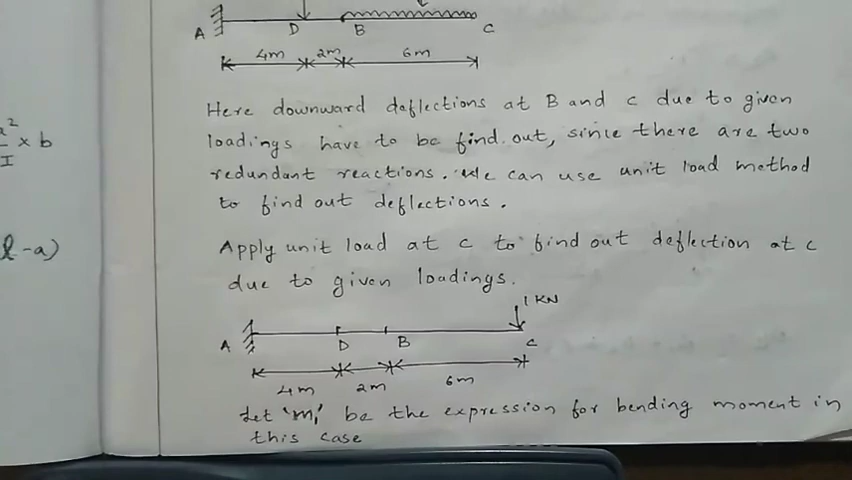 A D B C
4m 2m 6m
Here downward deflections at B and c due to given
loadings have to be find out, since there are two
redundant reactions. We can use unit load method
to find out deflections.
Apply unit load at c to find out deflection at c
due to given loadings.
1 KN
A D B C
4m 2m 6m
Let 'm₁' be the expression for bending moment in
this case
x b
I
l-a)